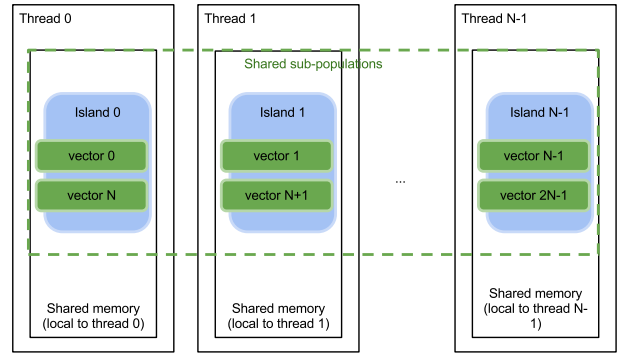 Thread 0
Thread 1
Thread N-1
Shared sub-populations
Island 0
Island 1
Island N-1
vector 0
vector 1
vector N-1
...
vector N
vector N+1
vector 2N-1
Shared memory
(local to thread 0)
Shared memory
(local to thread 1)
Shared memory
(local to thread N-
1)